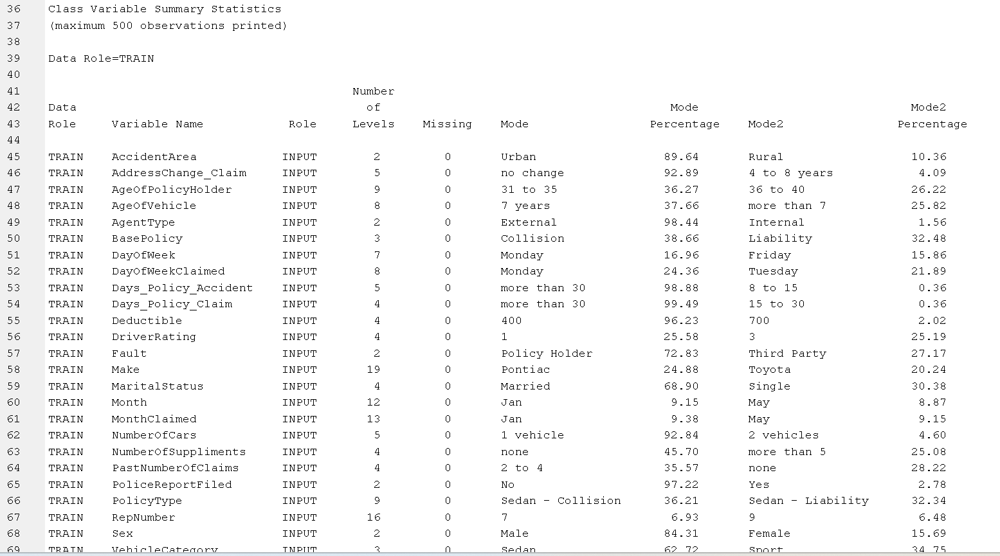 36 Class Variable Summary Statistics
37 (maximum 500 observations printed)
38
39 Data Role=TRAIN
40
41 Number
42 Data of Mode Mode2
43 Role Variable Name Role Levels Missing Mode Percentage Mode2 Percentage
44
45 TRAIN AccidentArea INPUT 2 0 Urban 89.64 Rural 10.36
46 TRAIN AddressChange_Claim INPUT 5 0 no change 92.89 4 to 8 years 4.09
47 TRAIN AgeOfPolicyHolder INPUT 9 0 31 to 35 36.27 36 to 40 26.22
48 TRAIN AgeOfVehicle INPUT 8 0 7 years 37.66 more than 7 25.82
49 TRAIN AgentType INPUT 2 0 External 98.44 Internal 1.56
50 TRAIN BasePolicy INPUT 3 0 Collision 38.66 Liability 32.48
51 TRAIN DayOfWeek INPUT 7 0 Monday 16.96 Friday 15.86
52 TRAIN DayOfWeekClaimed INPUT 8 0 Monday 24.36 Tuesday 21.89
53 TRAIN Days_Policy_Accident INPUT 5 0 more than 30 98.88 8 to 15 0.36
54 TRAIN Days_Policy_Claim INPUT 4 0 more than 30 99.49 15 to 30 0.36
55 TRAIN Deductible INPUT 4 0 400 96.23 700 2.02
56 TRAIN DriverRating INPUT 4 0 1 25.58 3 25.19
57 TRAIN Fault INPUT 2 0 Policy Holder 72.83 Third Party 27.17
58 TRAIN Make INPUT 19 0 Pontiac 24.88 Toyota 20.24
59 TRAIN MaritalStatus INPUT 4 0 Married 68.90 Single 30.38
60 TRAIN Month INPUT 12 0 Jan 9.15 May 8.87
61 TRAIN MonthClaimed INPUT 13 0 Jan 9.38 May 9.15
62 TRAIN NumberOfCars INPUT 5 0 1 vehicle 92.84 2 vehicles 4.60
63 TRAIN NumberOfSuppliments INPUT 4 0 none 45.70 more than 5 25.08
64 TRAIN PastNumberOfClaims INPUT 4 0 2 to 4 35.57 none 28.22
65 TRAIN PoliceReportFiled INPUT 2 0 No 97.22 Yes 2.78
66 TRAIN PolicyType INPUT 9 0 Sedan - Collision 36.21 Sedan - Liability 32.34
67 TRAIN RepNumber INPUT 16 0 7 6.93 9 6.48
68 TRAIN Sex INPUT 2 0 Male 84.31 Female 15.69
69 TRAIN VehicleCategory INPUT 3 0 Sedan 62.72 Sport 34.75